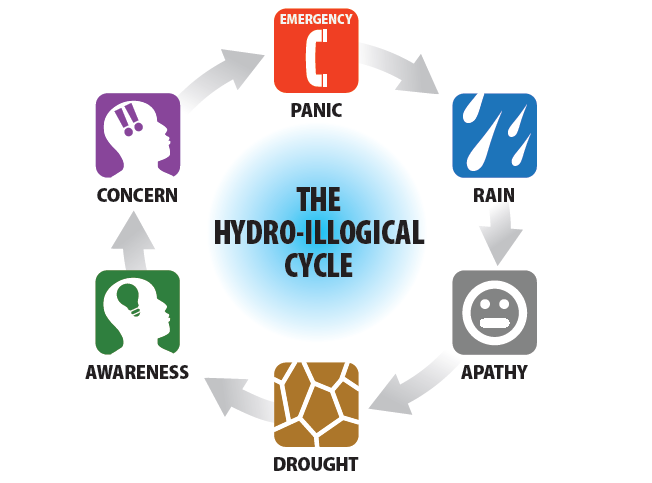 EMERGENCY
PANIC
RAIN
APATHY
DROUGHT
AWARENESS
CONCERN
THE
HYDRO-ILLOGICAL
CYCLE